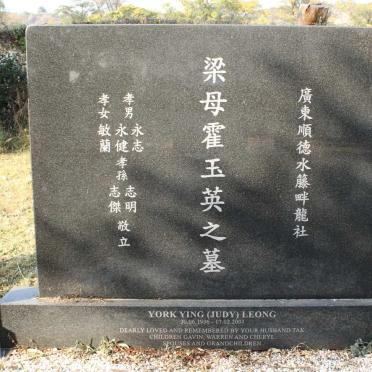 廣東順德水藤畔龍社
梁母霍玉英之墓
孝男 永志
永健 孝孫 志明
志傑 敬立
孝女 敏蘭
YORK YING (JUDY) LEONG
DEARLY LOVED AND REMEMBERED BY YOUR HUSBAND TAK
CHILDREN GAVIN, WARREN AND CHERYL
SPOUSES AND GRANDCHILDREN